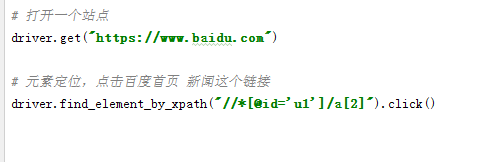 # 打开一个站点
driver.get("https://www.baidu.com")
# 元素定位，点击百度首页 新闻这个链接
driver.find_element_by_xpath("//*[@id='u1']/a[2]").click()